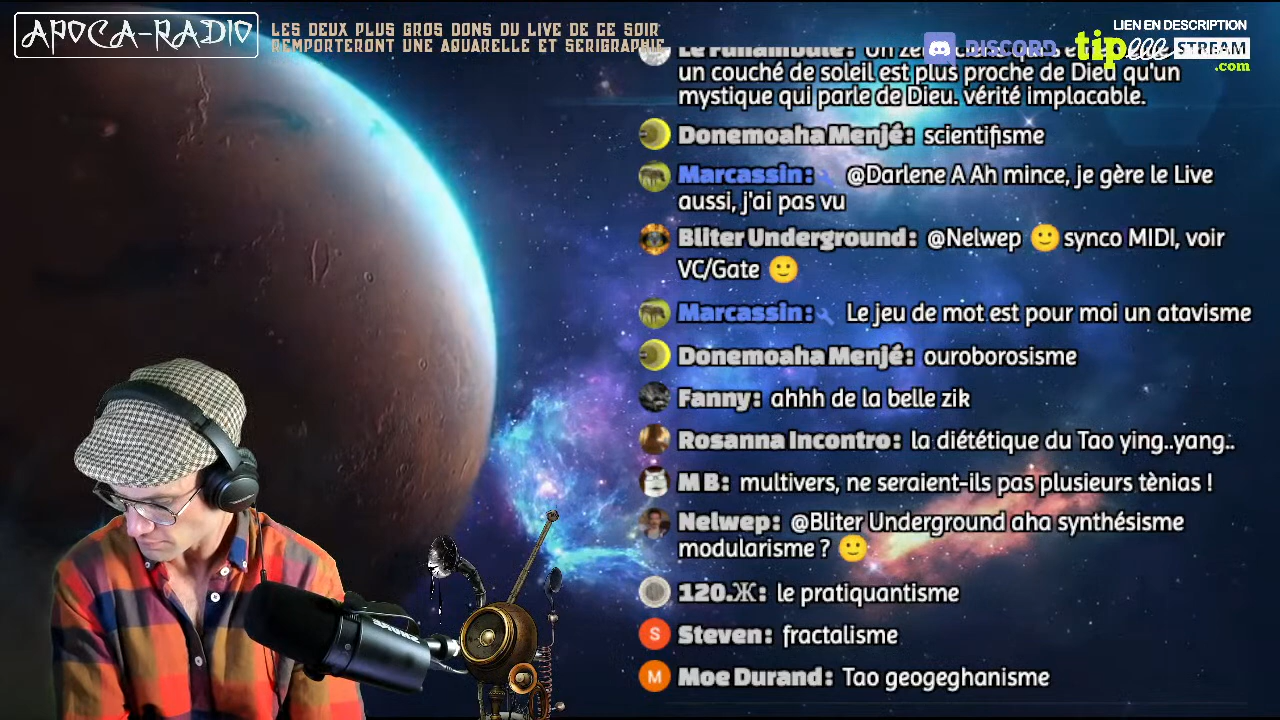 APOCA-RADIO
LES DEUX PLUS GROS DONS DU LIVE DE CE SOIR
REMPORTERONT UNE AQUARELLE ET SERIGRAPHIE
LIEN EN DESCRIPTION
DISCORD
tipeee STREAM
.com
Le Funambule: Un
un couché de soleil est plus proche de Dieu qu'un
mystique qui parle de Dieu. vérité implacable.
Donemoaha Menjé: scientifisme
Marcassin: @Darlene A Ah mince, je gère le Live
aussi, j'ai pas vu
Bliter Underground: @Nelwep 🙂 synco MIDI, voir
VC/Gate 🙂
Marcassin: Le jeu de mot est pour moi un atavisme
Donemoaha Menjé: ouroborosisme
Fanny: ahhh de la belle zik
Rosanna Incontro: la diététique du Tao ying..yang..
M B: multivers, ne seraient-ils pas plusieurs tènias !
Nelwep: @Bliter Underground aha synthésisme
modularisme ? 🙂
120.Ж: le pratiquantisme
S Steven: fractalisme
M Moe Durand: Tao geogeghanisme